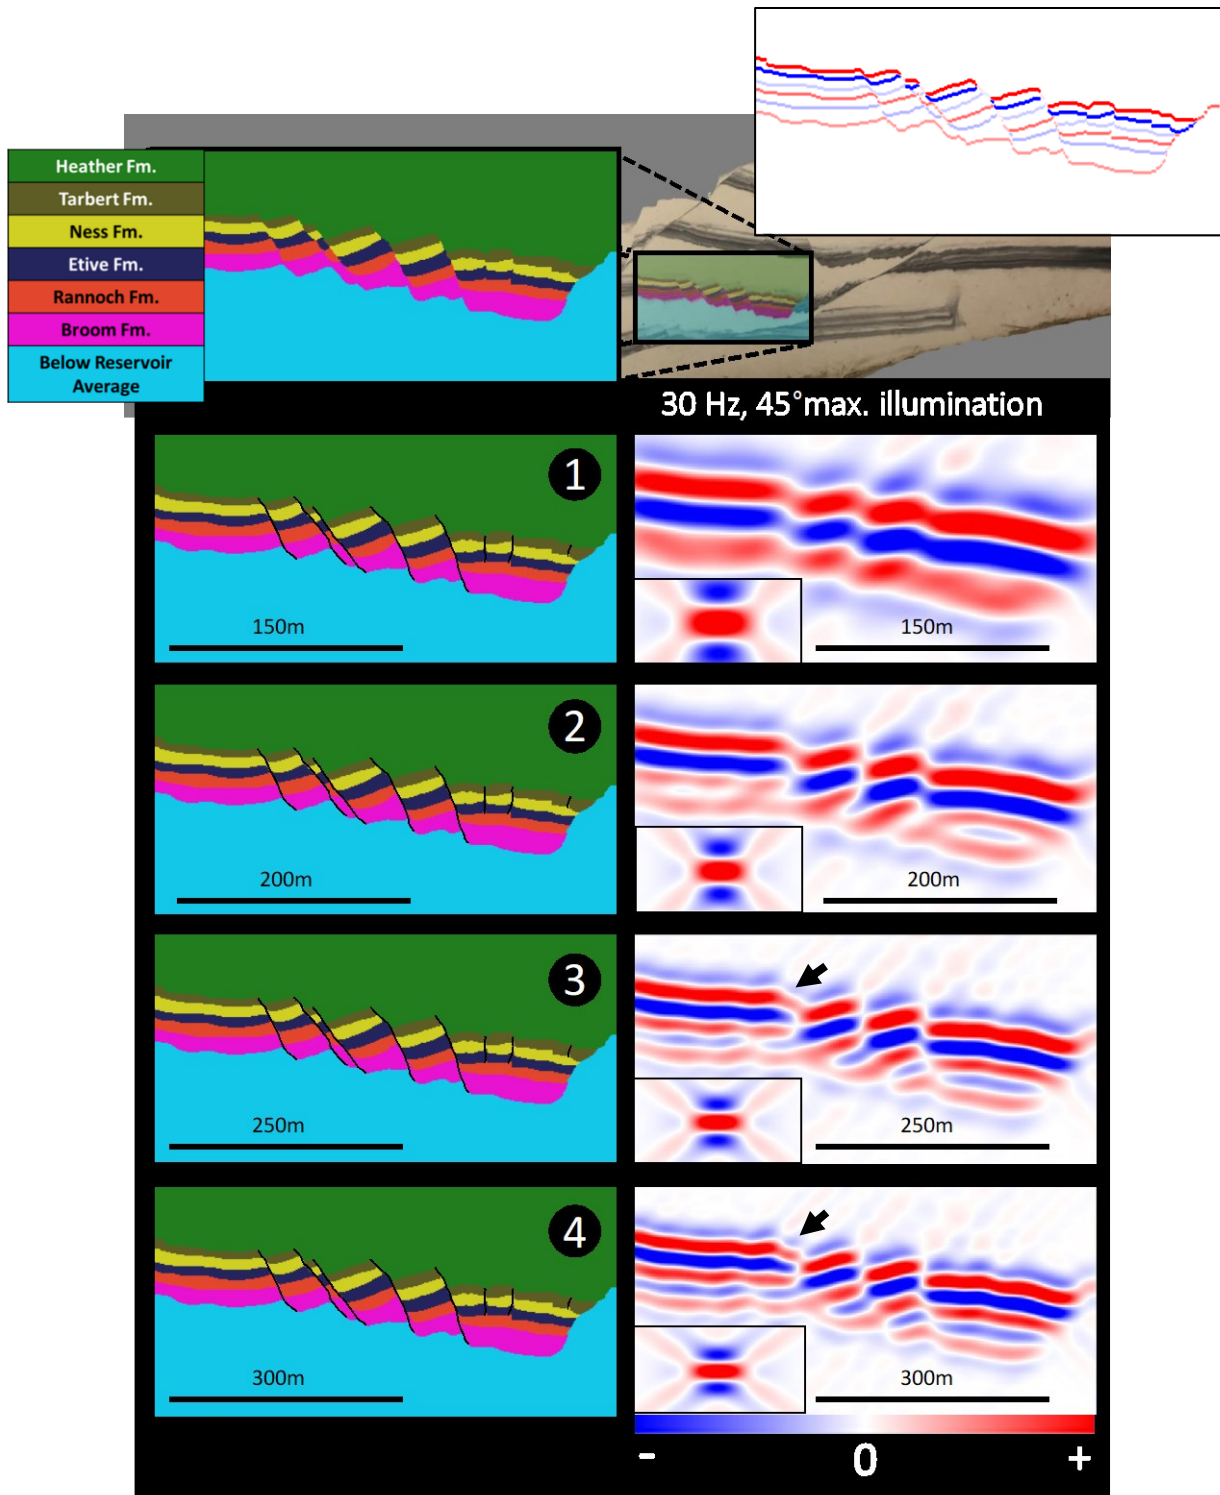 Heather Fm.
Tarbert Fm.
Ness Fm.
Etive Fm.
Rannoch Fm.
Broom Fm.
Below Reservoir
Average
30 Hz, 45°max. illumination
1
150m
150m
2
200m
200m
3
250m
250m
4
300m
300m
- 0 +